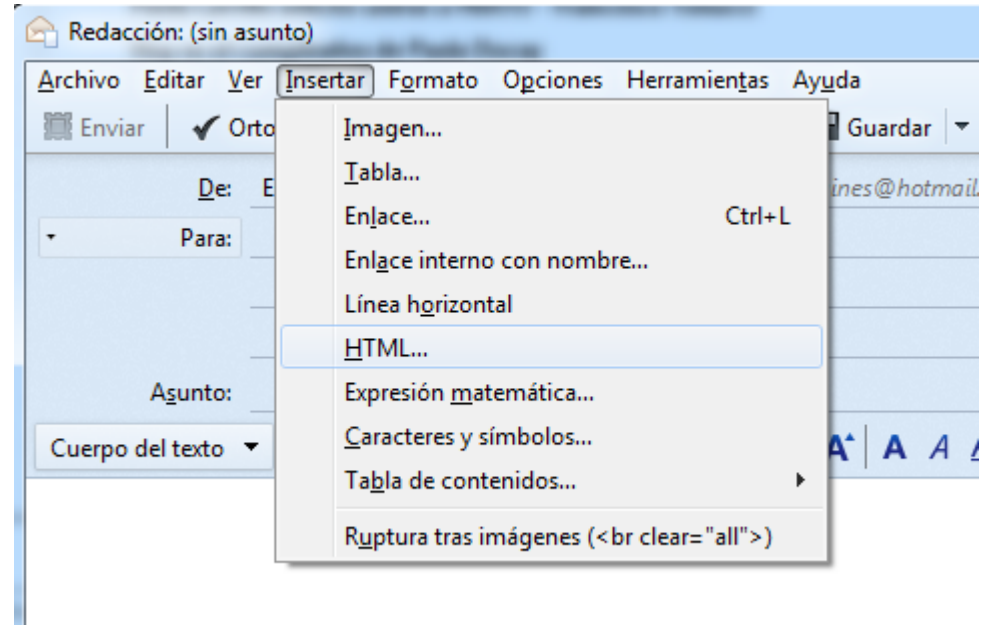 Redacción: (sin asunto)
Archivo Editar Ver Insertar Formato Opciones Herramientas Ayuda
Enviar Orto Guardar
Imagen...
Tabla...
De: E ines@hotmail
Enlace... Ctrl+L
Para:
Enlace interno con nombre...
Línea horizontal
HTML...
Asunto:
Expresión matemática...
Caracteres y símbolos...
Cuerpo del texto A A A
Tabla de contenidos...
Ruptura tras imágenes (<br clear="all">)